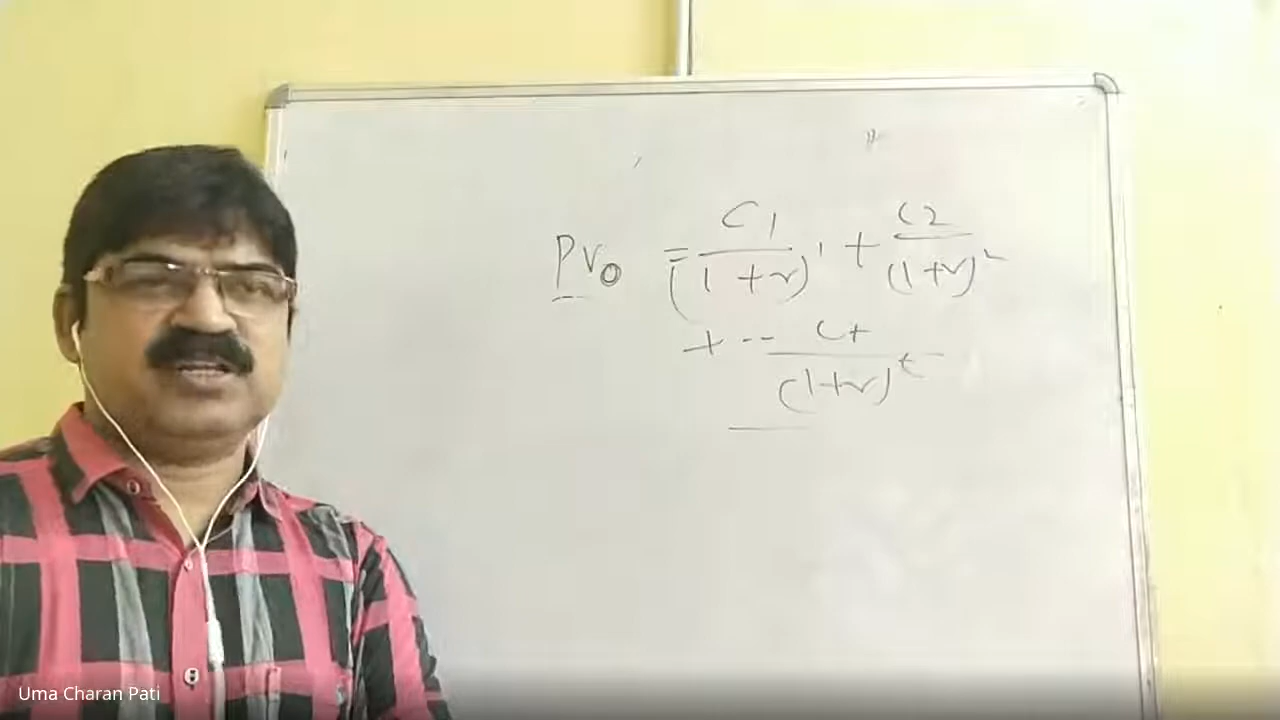 PV₀ = C₁/(1+r)¹ + C₂/(1+r)²
+ -- Ct/(1+r)^t
Uma Charan Pati